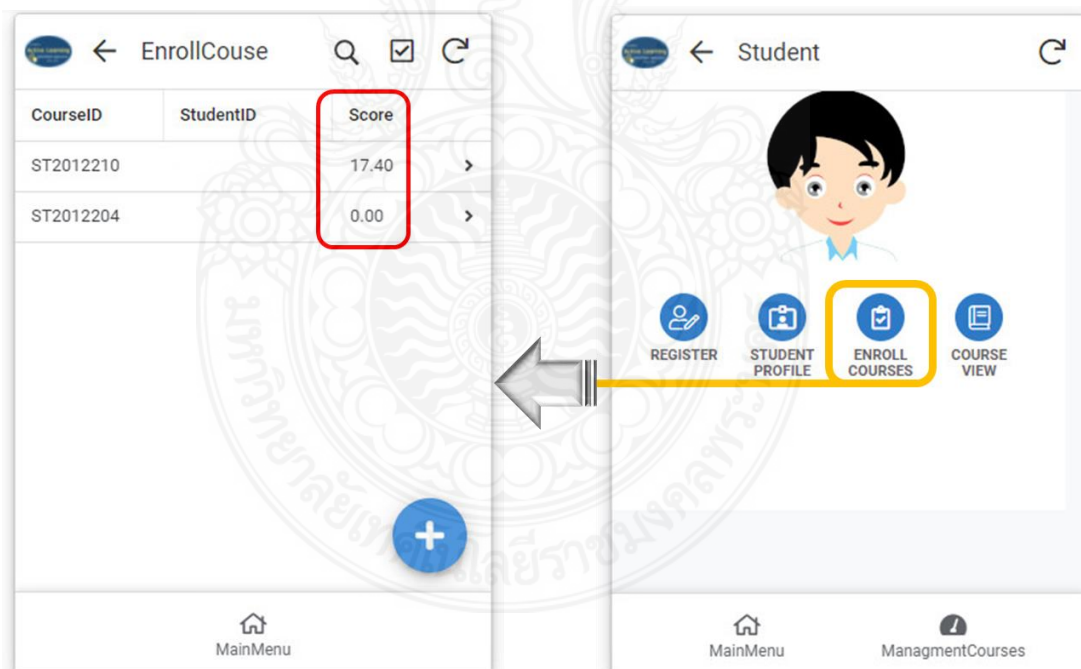 EnrollCouse
CourseID StudentID Score
ST2012210 17.40
ST2012204 0.00
MainMenu
Student
REGISTER
STUDENT PROFILE
ENROLL COURSES
COURSE VIEW
MainMenu
ManagmentCourses